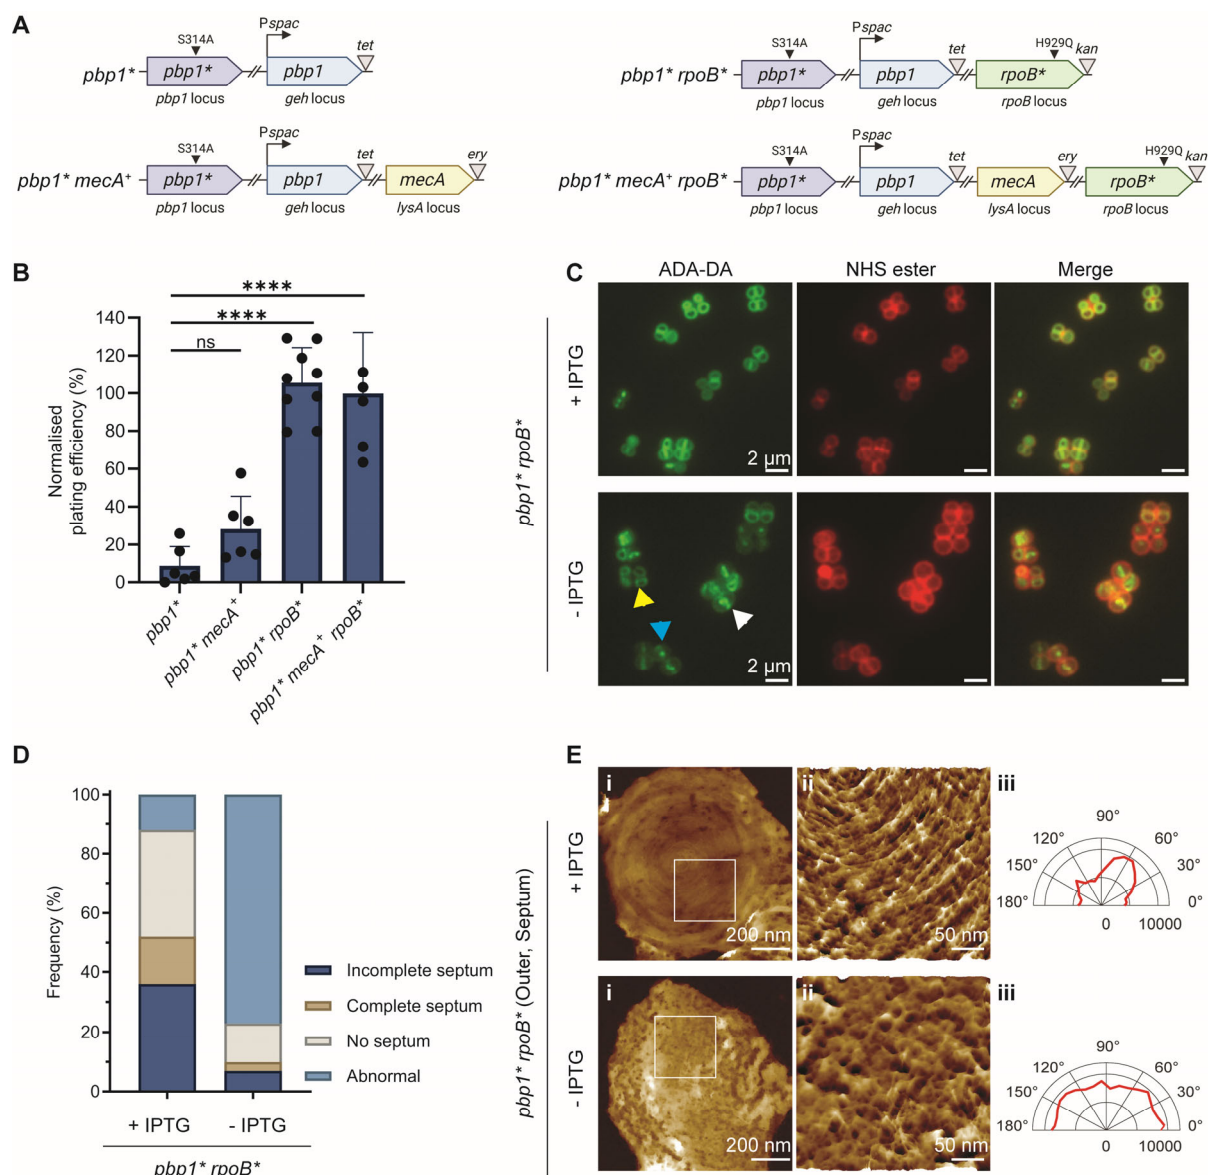 A
S314A
Pspac
tet
pbp1*
pbp1*
pbp1
pbp1 locus
geh locus
S314A
Pspac
tet
ery
pbp1* mecA+
pbp1*
pbp1
mecA
pbp1 locus
geh locus
lysA locus
S314A
Pspac
tet
H929Q
kan
pbp1* rpoB*
pbp1*
pbp1
rpoB*
pbp1 locus
geh locus
rpoB locus
S314A
Pspac
tet
ery
H929Q
kan
pbp1* mecA+ rpoB*
pbp1*
pbp1
mecA
rpoB*
pbp1 locus
geh locus
lysA locus
rpoB locus
B
****
****
ns
140
120
100
80
60
40
20
0
Normalised
plating efficiency (%)
pbp1*
pbp1* mecA+
pbp1* rpoB*
pbp1* mecA+ rpoB*
C
ADA-DA
NHS ester
Merge
pbp1* rpoB*
+ IPTG
2 µm
- IPTG
2 µm
D
100
80
60
40
20
0
Frequency (%)
Incomplete septum
Complete septum
No septum
Abnormal
+ IPTG
- IPTG
pbp1* rpoB*
E
pbp1* rpoB* (Outer, Septum)
+ IPTG
i
200 nm
ii
50 nm
iii
90°
120°
60°
150°
30°
180°
0°
0
10000
- IPTG
i
200 nm
ii
50 nm
iii
90°
120°
60°
150°
30°
180°
0°
0
10000